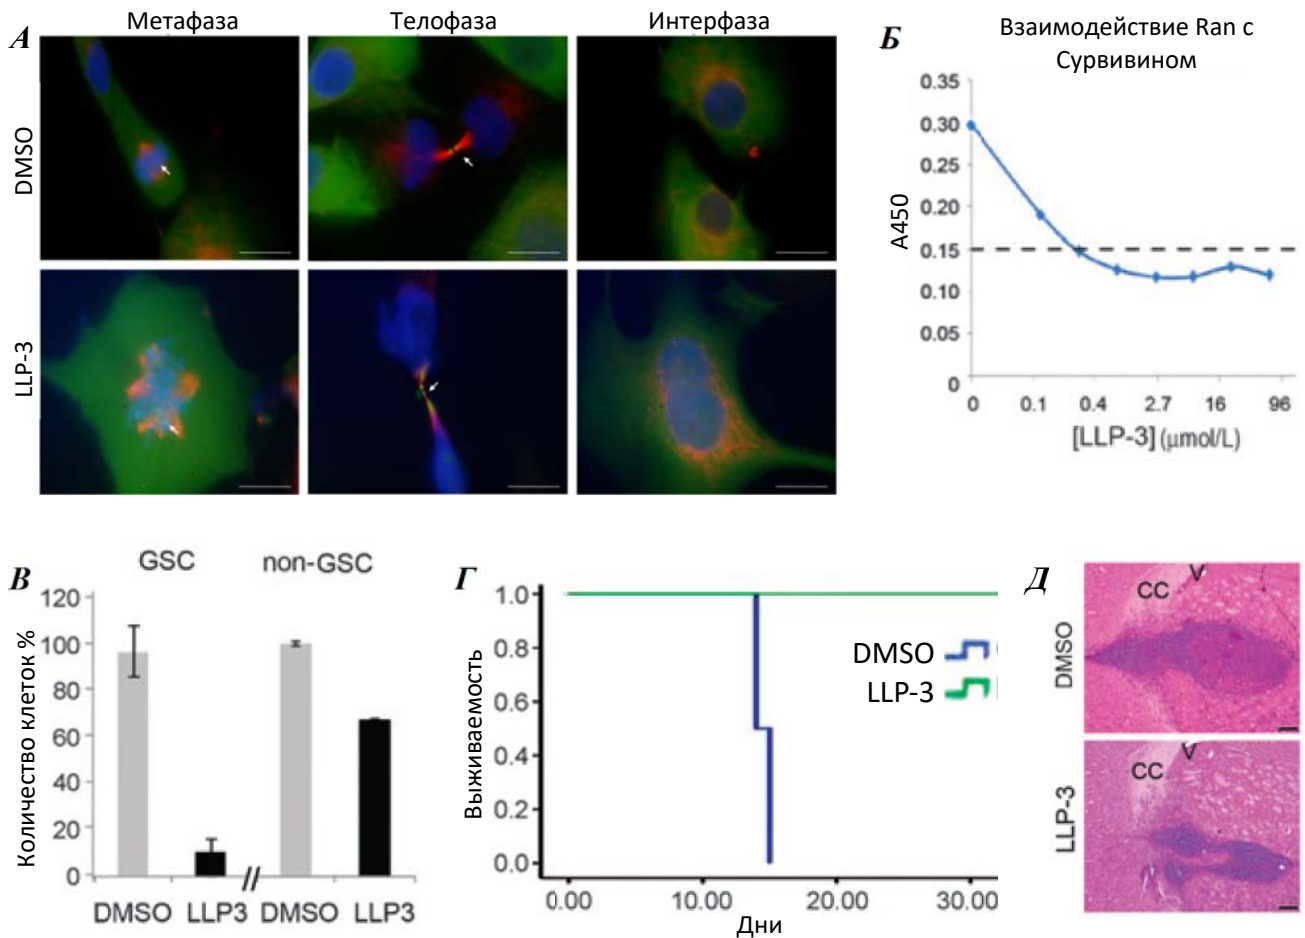 А
Метафаза
Телофаза
Интерфаза
DMSO
LLP-3
Б
Взаимодействие Ran с
Сурвивином
A450
0.35
0.30
0.25
0.20
0.15
0.10
0.05
0
0 0.1 0.4 2.7 16 96
[LLP-3] (μmol/L)
В
GSC
non-GSC
Количество клеток %
120
100
80
60
40
20
0
DMSO LLP3 DMSO LLP3
Г
Выживаемость
1.0
0.8
0.6
0.4
0.2
0.0
DMSO
LLP-3
0.00 10.00 20.00 30.00
Дни
Д
DMSO
CC
V
LLP-3
CC
V